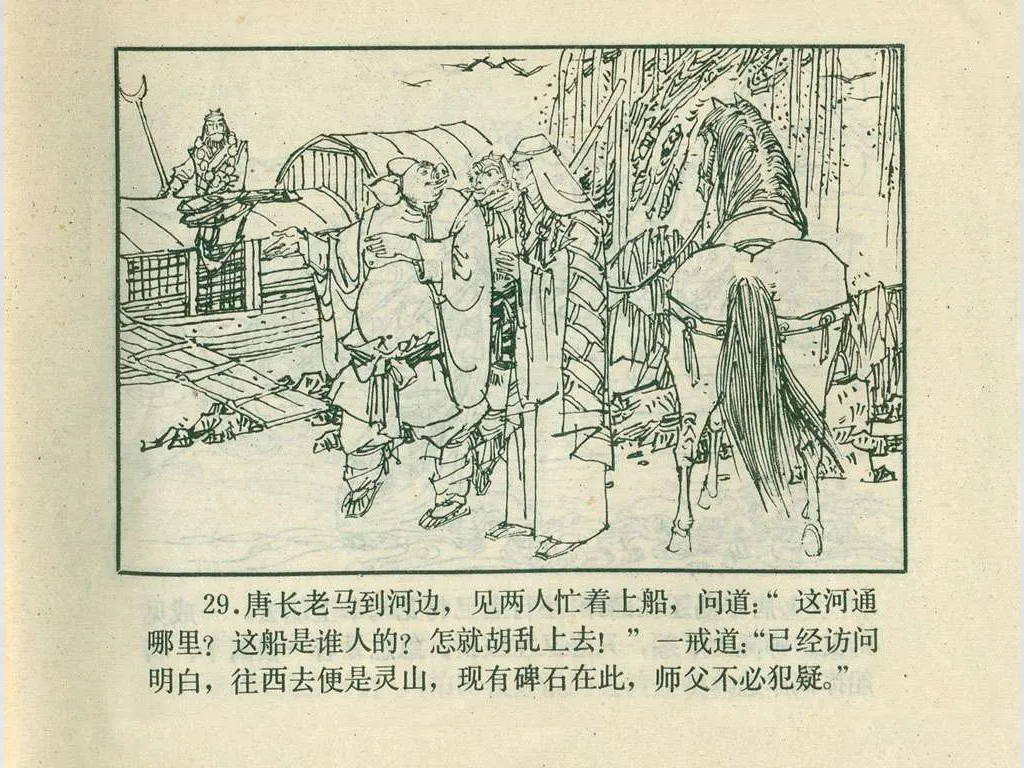 29.唐长老马到河边，见两人忙着上船，问道：“这河通
哪里？这船是谁人的？怎就胡乱上去！”一戒道：“已经访问
明白，往西去便是灵山，现有碑石在此，师父不必犯疑。”